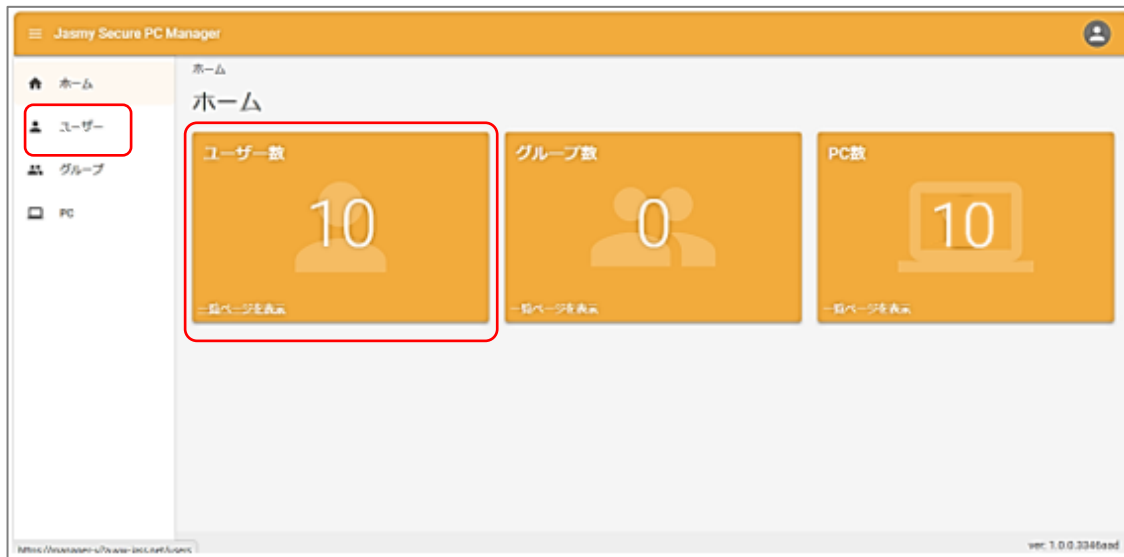 Jasmy Secure PC Manager
ホーム
ユーザー
グループ
PC
ホーム
ホーム
ユーザー数
10
一覧ページを表示
グループ数
0
一覧ページを表示
PC数
10
一覧ページを表示
ver. 1.0.0.3346aad